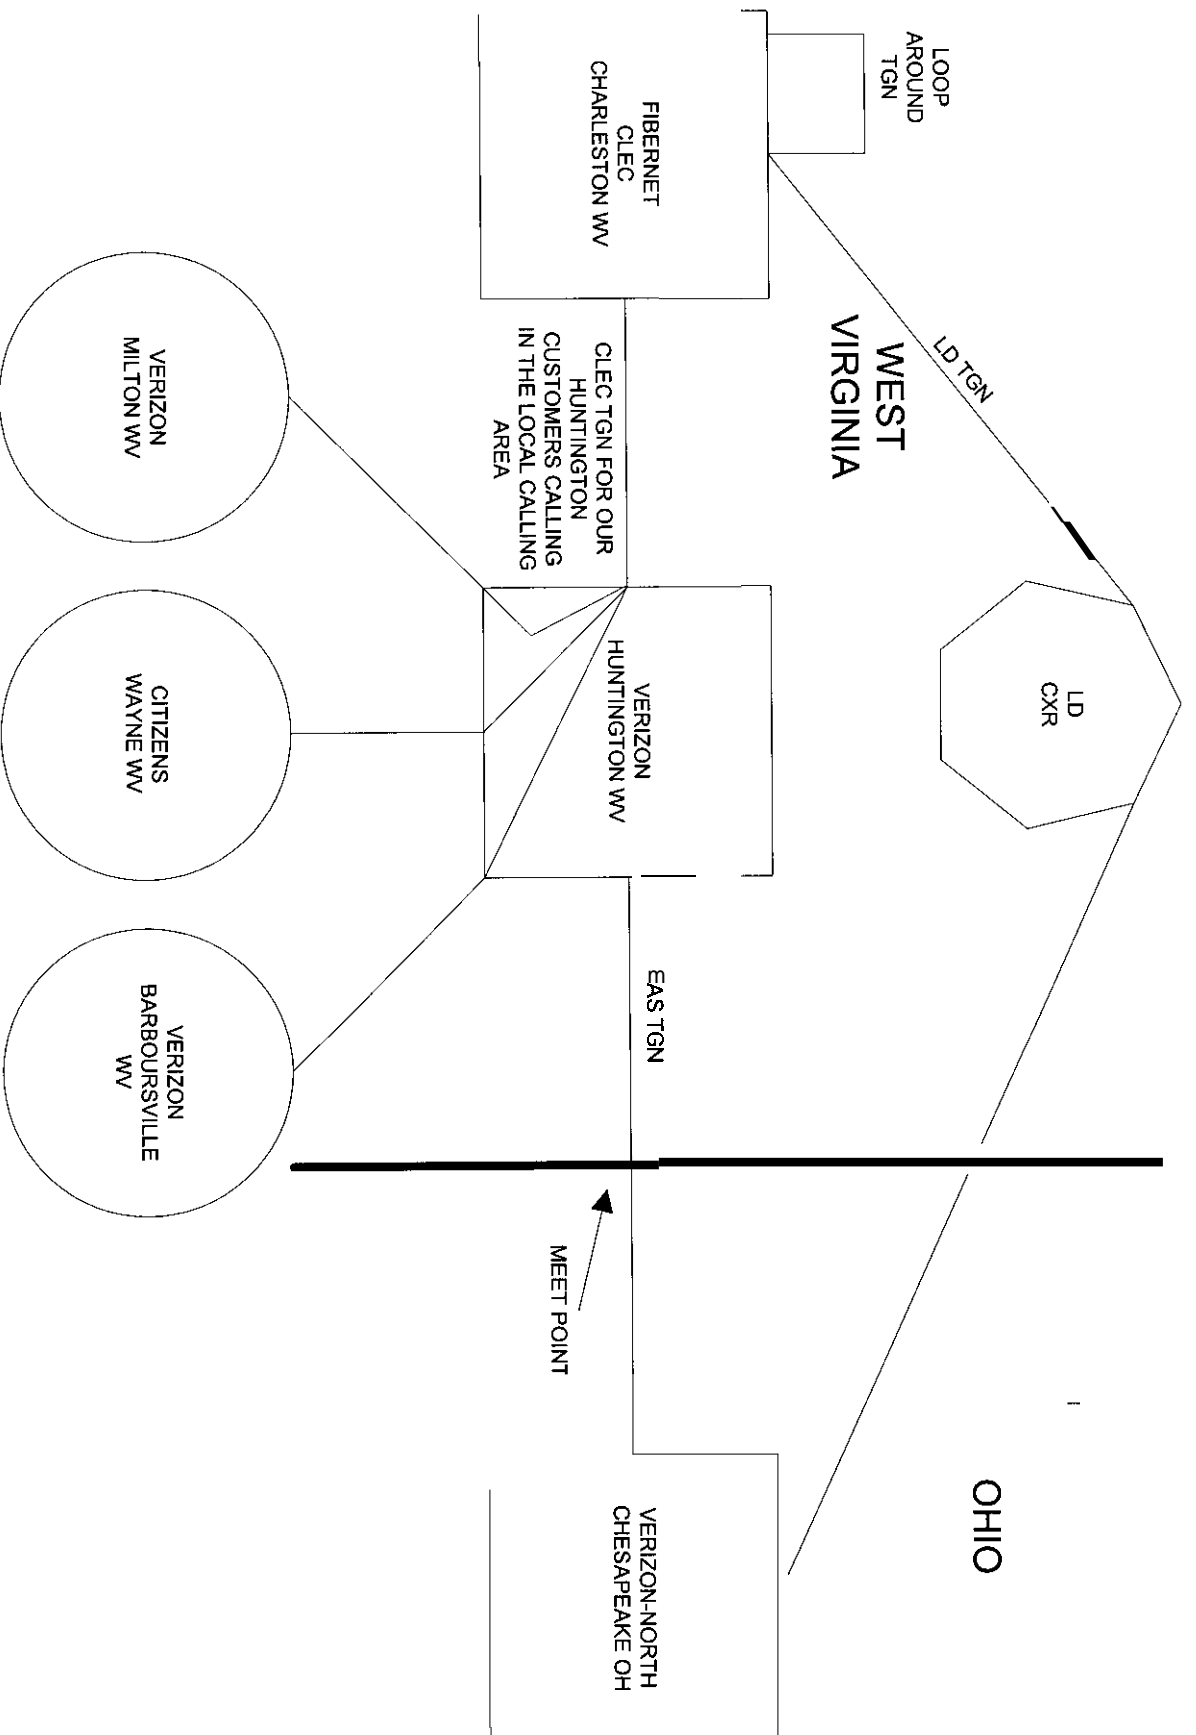 LOOP
AROUND
TGN
LD TGN
LD
CXR
WEST
VIRGINIA
OHIO
FIBERNET
CLEC
CHARLESTON WV
CLEC TGN FOR OUR
HUNTINGTON
CUSTOMERS CALLING
IN THE LOCAL CALLING
AREA
VERIZON
HUNTINGTON WV
EAS TGN
MEET POINT
VERIZON-NORTH
CHESAPEAKE OH
VERIZON
MILTON WV
CITIZENS
WAYNE WV
VERIZON
BARBOURSVILLE
WV